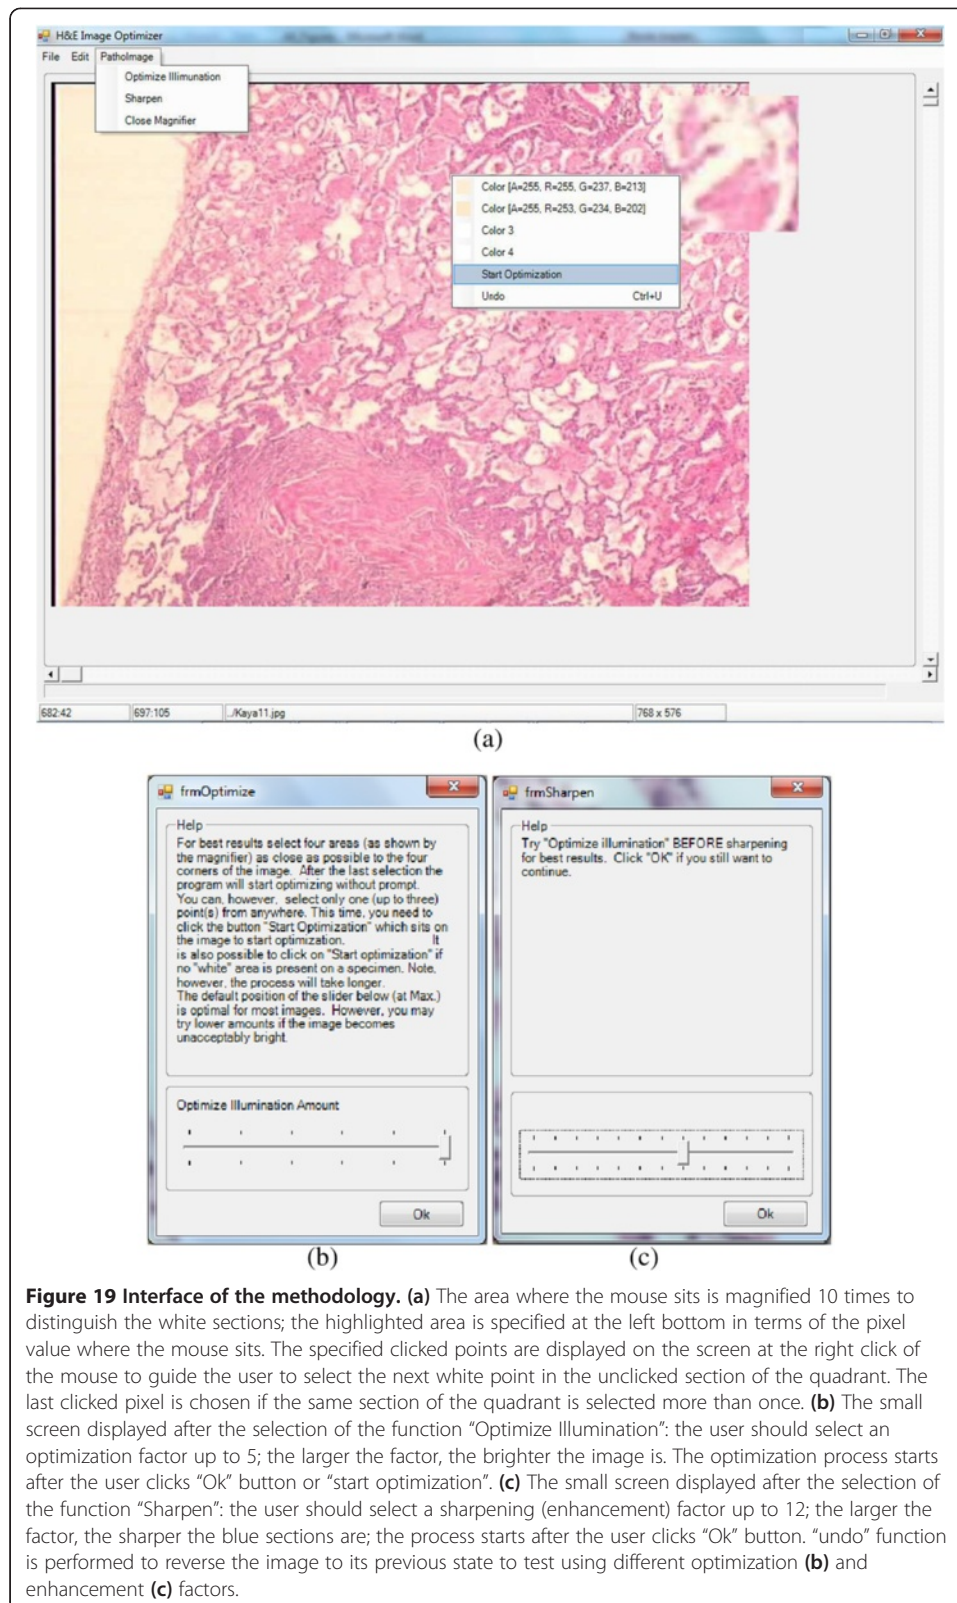 H&E Image Optimizer
File Edit PathoImage
Optimize Illimunation
Sharpen
Close Magnifier
Color [A=255, R=255, G=237, B=213]
Color [A=255, R=253, G=234, B=202]
Color 3
Color 4
Start Optimization
Undo Ctrl+U
682:42 697:105 ../Kaya11.jpg 768 x 576
(a)
frmOptimize
Help
For best results select four areas (as shown by
the magnifier) as close as possible to the four
corners of the image. After the last selection the
program will start optimizing without prompt.
You can, however, select only one (up to three)
point(s) from anywhere. This time, you need to
click the button "Start Optimization" which sits on
the image to start optimization. It
is also possible to click on "Start optimization" if
no "white" area is present on a specimen. Note,
however, the process will take longer.
The default position of the slider below (at Max.)
is optimal for most images. However, you may
try lower amounts if the image becomes
unacceptably bright.
Optimize Illumination Amount
Ok
(b)
frmSharpen
Help
Try "Optimize illumination" BEFORE sharpening
for best results. Click "OK" if you still want to
continue.
Ok
(c)
Figure 19 Interface of the methodology. (a) The area where the mouse sits is magnified 10 times to
distinguish the white sections; the highlighted area is specified at the left bottom in terms of the pixel
value where the mouse sits. The specified clicked points are displayed on the screen at the right click of
the mouse to guide the user to select the next white point in the unclicked section of the quadrant. The
last clicked pixel is chosen if the same section of the quadrant is selected more than once. (b) The small
screen displayed after the selection of the function “Optimize Illumination”: the user should select an
optimization factor up to 5; the larger the factor, the brighter the image is. The optimization process starts
after the user clicks “Ok” button or “start optimization”. (c) The small screen displayed after the selection of
the function “Sharpen”: the user should select a sharpening (enhancement) factor up to 12; the larger the
factor, the sharper the blue sections are; the process starts after the user clicks “Ok” button. “undo” function
is performed to reverse the image to its previous state to test using different optimization (b) and
enhancement (c) factors.